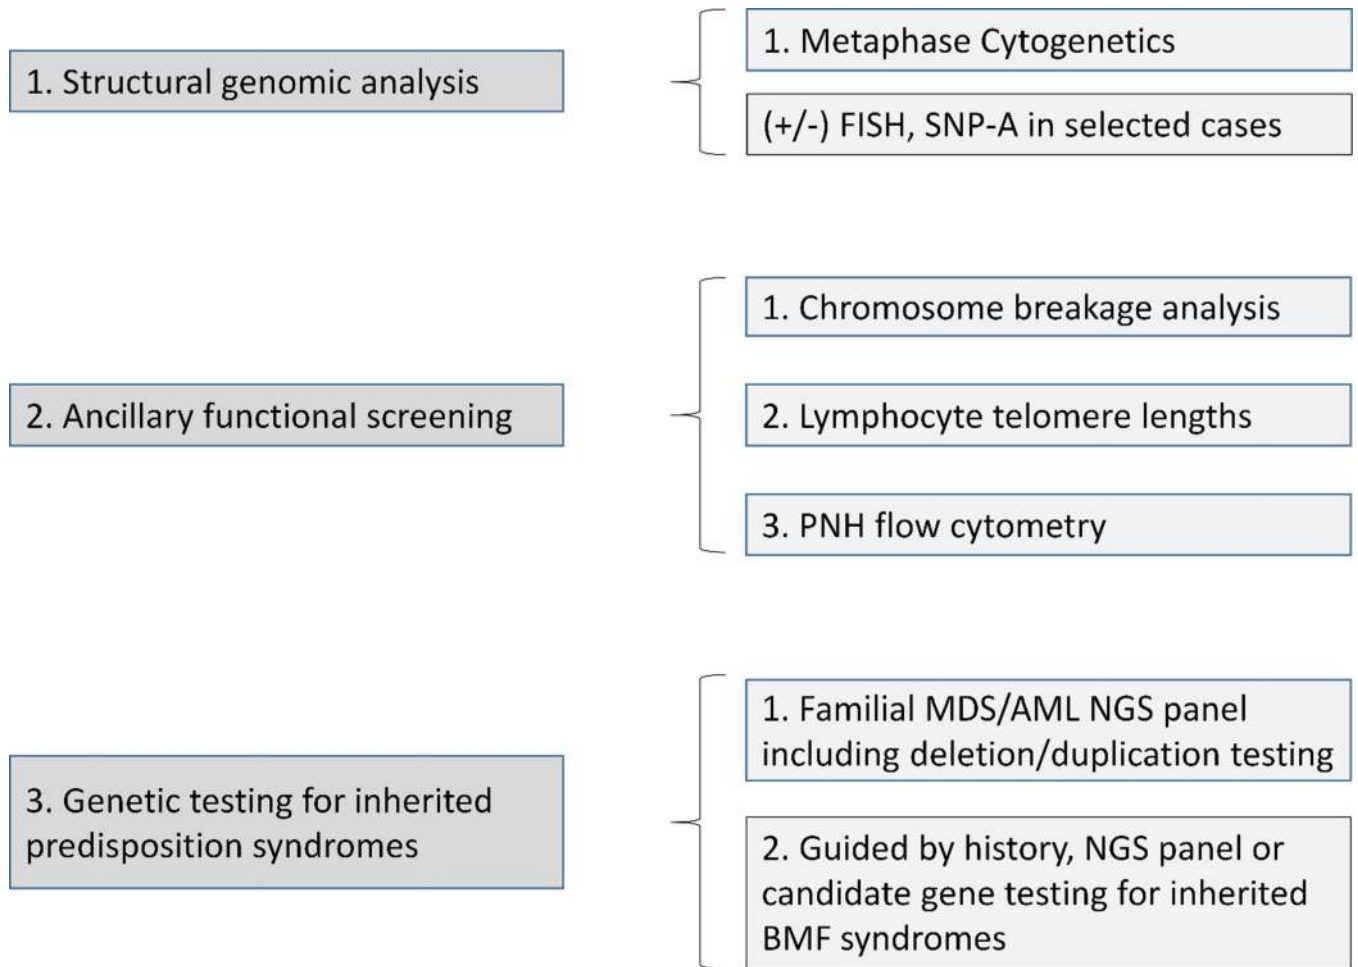 1. Structural genomic analysis
1. Metaphase Cytogenetics
(+/-) FISH, SNP-A in selected cases
2. Ancillary functional screening
1. Chromosome breakage analysis
2. Lymphocyte telomere lengths
3. PNH flow cytometry
3. Genetic testing for inherited
predisposition syndromes
1. Familial MDS/AML NGS panel
including deletion/duplication testing
2. Guided by history, NGS panel or
candidate gene testing for inherited
BMF syndromes